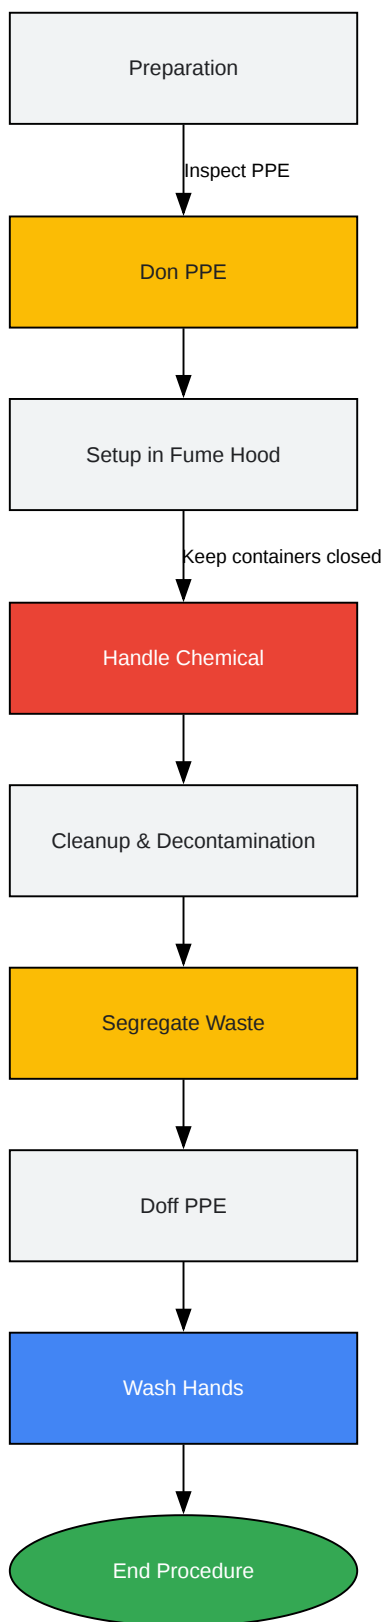 Preparation
Inspect PPE
Don PPE
Setup in Fume Hood
Keep containers closed
Handle Chemical
Cleanup & Decontamination
Segregate Waste
Doff PPE
Wash Hands
End Procedure